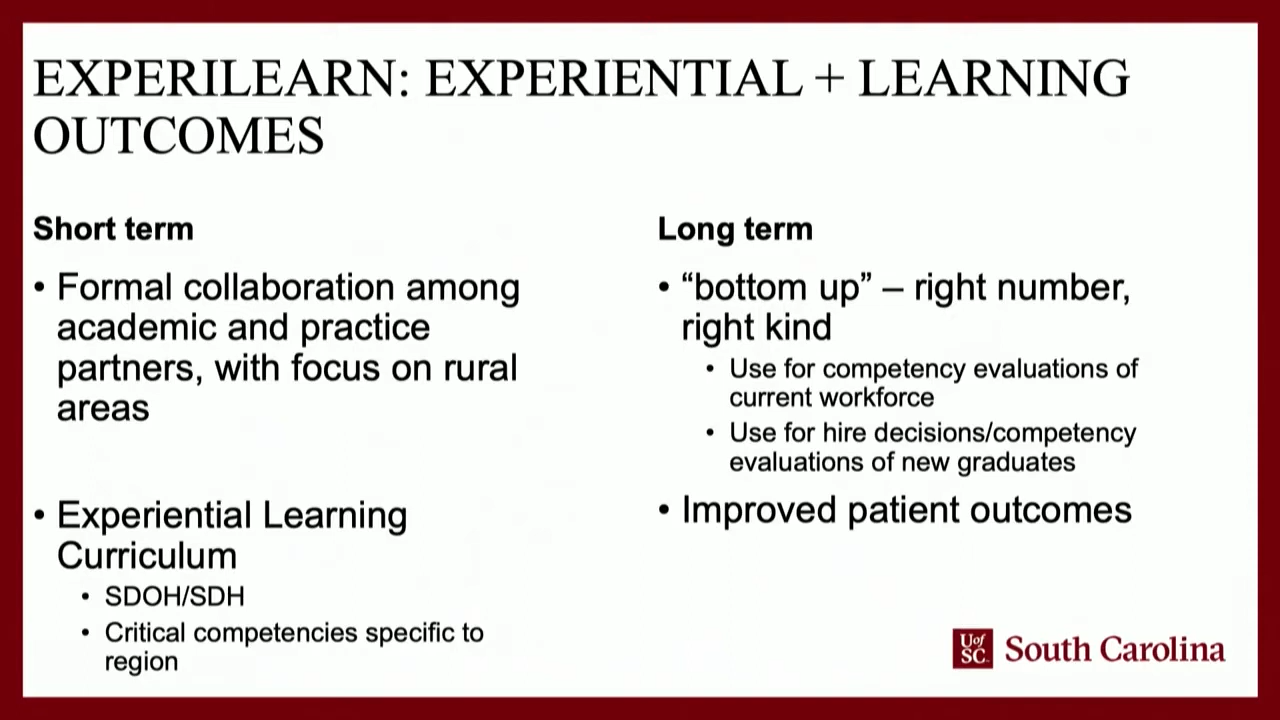 EXPERILEARN: EXPERIENTIAL + LEARNING
OUTCOMES
Short term
• Formal collaboration among
academic and practice
partners, with focus on rural
areas
• Experiential Learning
Curriculum
• SDOH/SDH
• Critical competencies specific to
region
Long term
• “bottom up” – right number,
right kind
• Use for competency evaluations of
current workforce
• Use for hire decisions/competency
evaluations of new graduates
• Improved patient outcomes
U of
SC
South Carolina